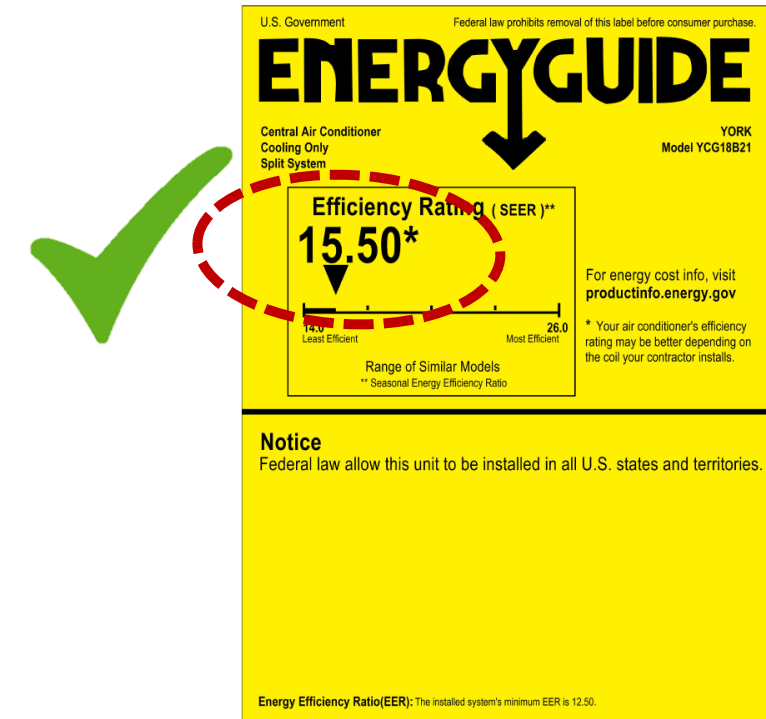 U.S. Government Federal law prohibits removal of this label before consumer purchase.
ENERGYGUIDE
Central Air Conditioner
Cooling Only
Split System
YORK
Model YCG18B21
Efficiency Rating ( SEER )**
15.50*
14.0 26.0
Least Efficient Most Efficient
Range of Similar Models
** Seasonal Energy Efficiency Ratio
For energy cost info, visit
productinfo.energy.gov
* Your air conditioner's efficiency
rating may be better depending on
the coil your contractor installs.
Notice
Federal law allow this unit to be installed in all U.S. states and territories.
Energy Efficiency Ratio(EER): The installed system's minimum EER is 12.50.